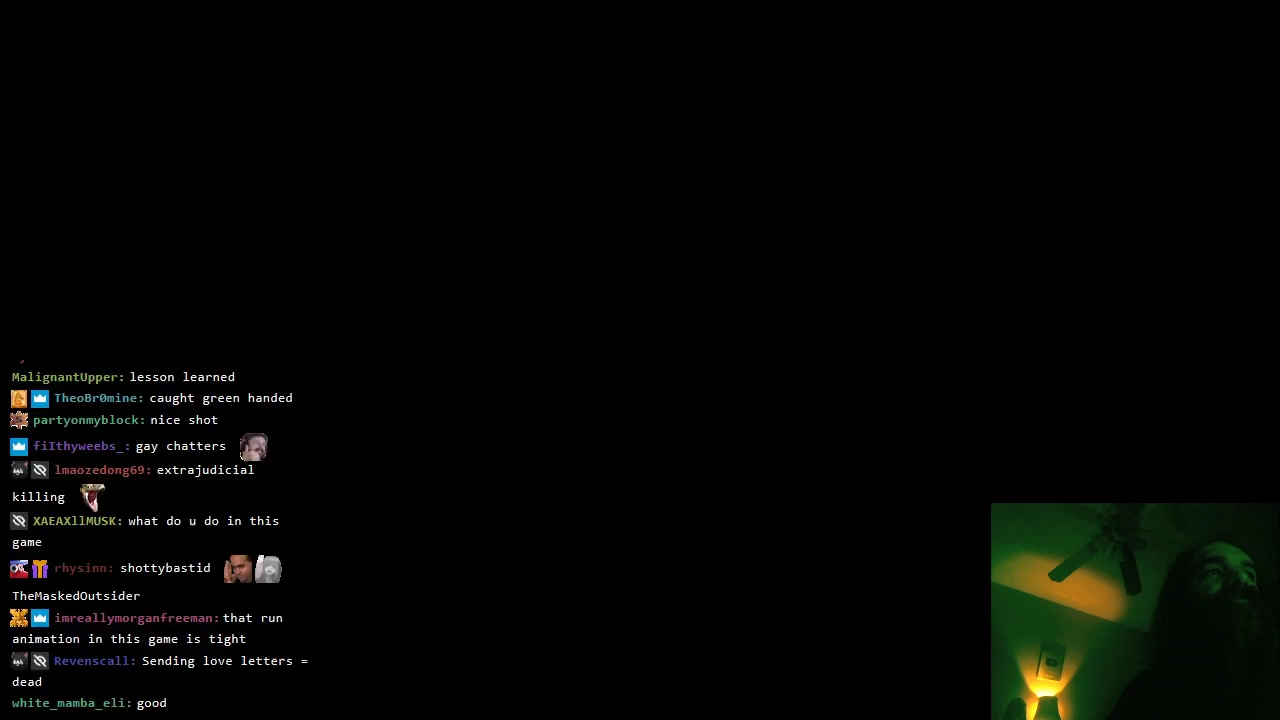 MalignantUpper: lesson learned
TheoBr0mine: caught green handed
partyonmyblock: nice shot
fiIthyweebs_: gay chatters
lmaozedong69: extrajudicial
killing
XAEAXllMUSK: what do u do in this
game
rhysinn: shottybastid
TheMaskedOutsider
imreallymorganfreeman: that run
animation in this game is tight
Revenscall: Sending love letters =
dead
white_mamba_eli: good